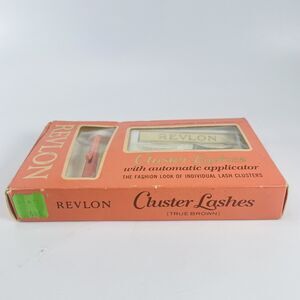 REVLON
REVLON
Cluster Lashes
with automatic applicator
THE FASHION LOOK OF INDIVIDUAL LASH CLUSTERS
REVLON Cluster Lashes
(TRUE BROWN)